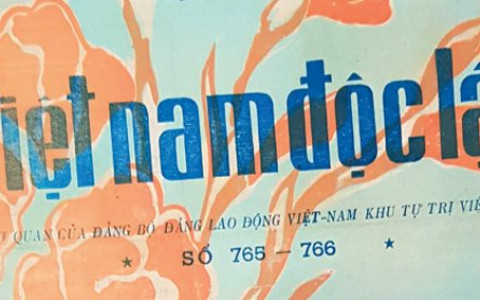 iệt nam độc lậ
QUAN CỦA ĐẢNG BỘ ĐẢNG LAO ĐỘNG VIỆT-NAM KHU TỰ TRỊ VIỆ
★ SỐ 765 — 766 ★